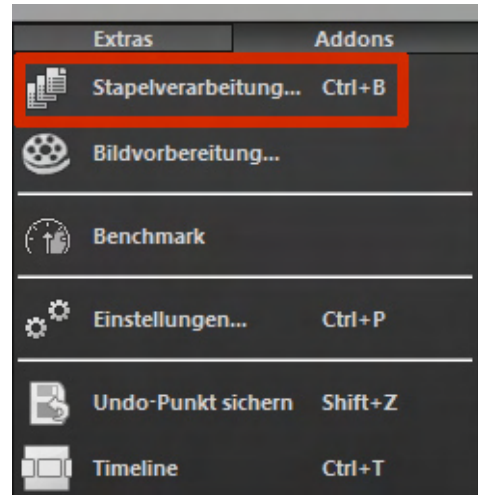 Extras Addons
Stapelverarbeitung... Ctrl+B
Bildvorbereitung...
Benchmark
Einstellungen... Ctrl+P
Undo-Punkt sichern Shift+Z
Timeline Ctrl+T